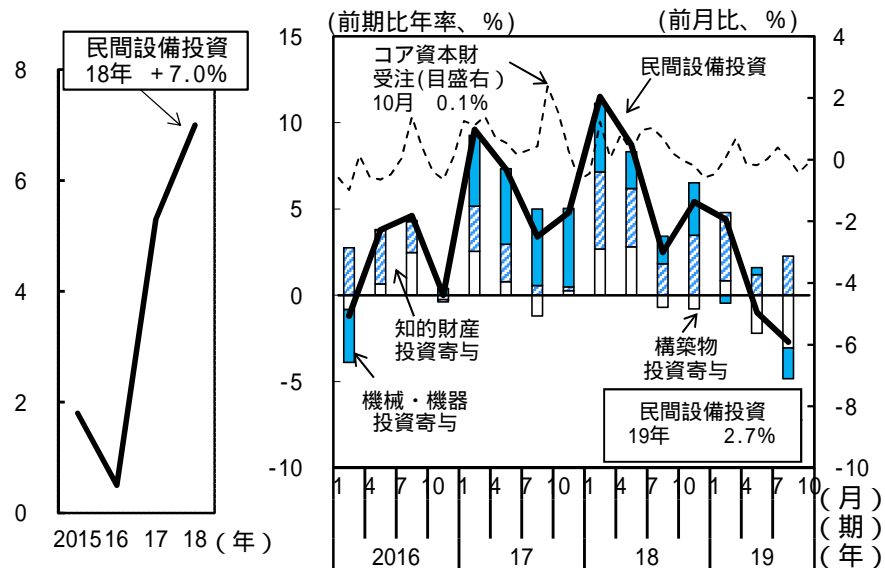 民間設備投資
18年 +7.0%
8
6
4
2
0
2015 16 17 18 (年)
(前期比年率、%)
(前月比、%)
15
10
5
0
-5
-10
4
2
0
-2
-4
-6
-8
-10
コア資本財
受注(目盛右)
10月 0.1%
民間設備投資
知的財産
投資寄与
機械・機器
投資寄与
構築物
投資寄与
民間設備投資
19年 2.7%
1 4 7 10 1 4 7 10 1 4 7 10 1 4 7 10
(月)
(期)
2016 17 18 19 (年)